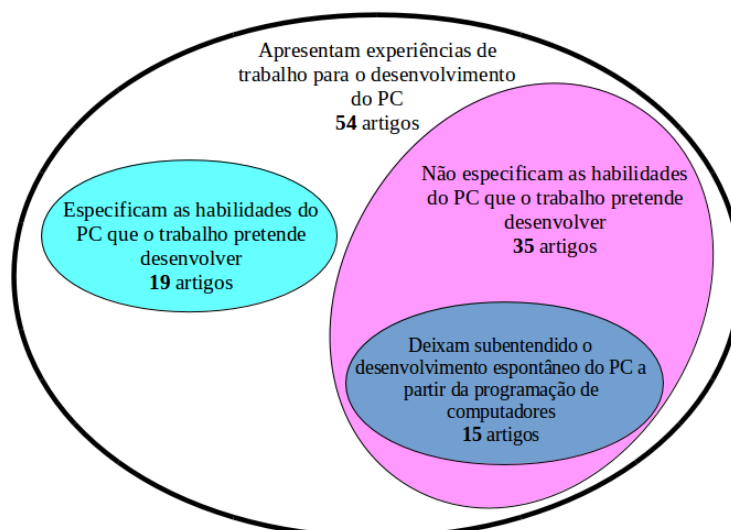 Apresentam experiências de
trabalho para o desenvolvimento
do PC
54 artigos
Não especificam as habilidades
do PC que o trabalho pretende
desenvolver
35 artigos
Especificam as habilidades do
PC que o trabalho pretende
desenvolver
19 artigos
Deixam subentendido o
desenvolvimento espontâneo do PC a
partir da programação de
computadores
15 artigos